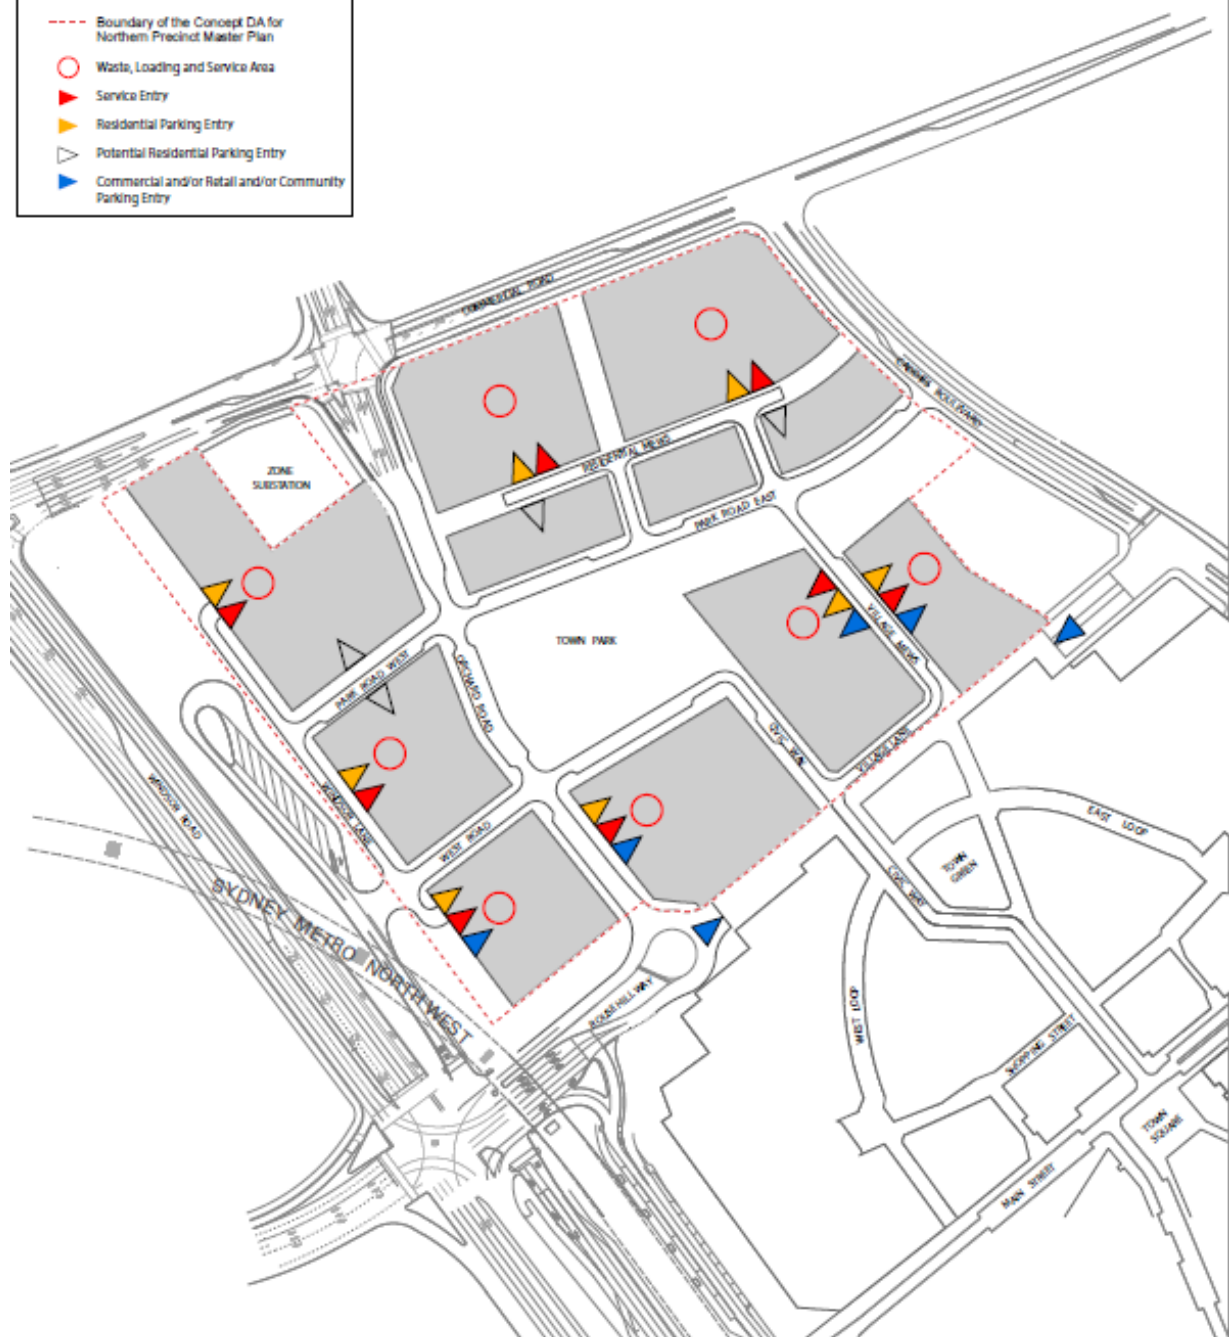 Boundary of the Concept DA for
Northern Precinct Master Plan
Waste, Loading and Service Area
Service Entry
Residential Parking Entry
Potential Residential Parking Entry
Commercial and/or Retail and/or Community
Parking Entry
COMMERCIAL ROAD
CADDIES BOULEVARD
RESIDENTIAL MEWS
ZONE
SUBSTATION
PARK ROAD EAST
VILLAGE MEWS
TOWN PARK
PARK ROAD WEST
ORCHARD ROAD
CIVIC WAY
VILLAGE LANE
WINDSOR ROAD
WINDSOR LANE
WEST ROAD
EAST LOOP
TOWN
GREEN
CIVIC WAY
SYDNEY METRO NORTH WEST
ROUSE HILL WAY
WEST LOOP
SHOPPING STREET
TOWN
SQUARE
MAIN STREET